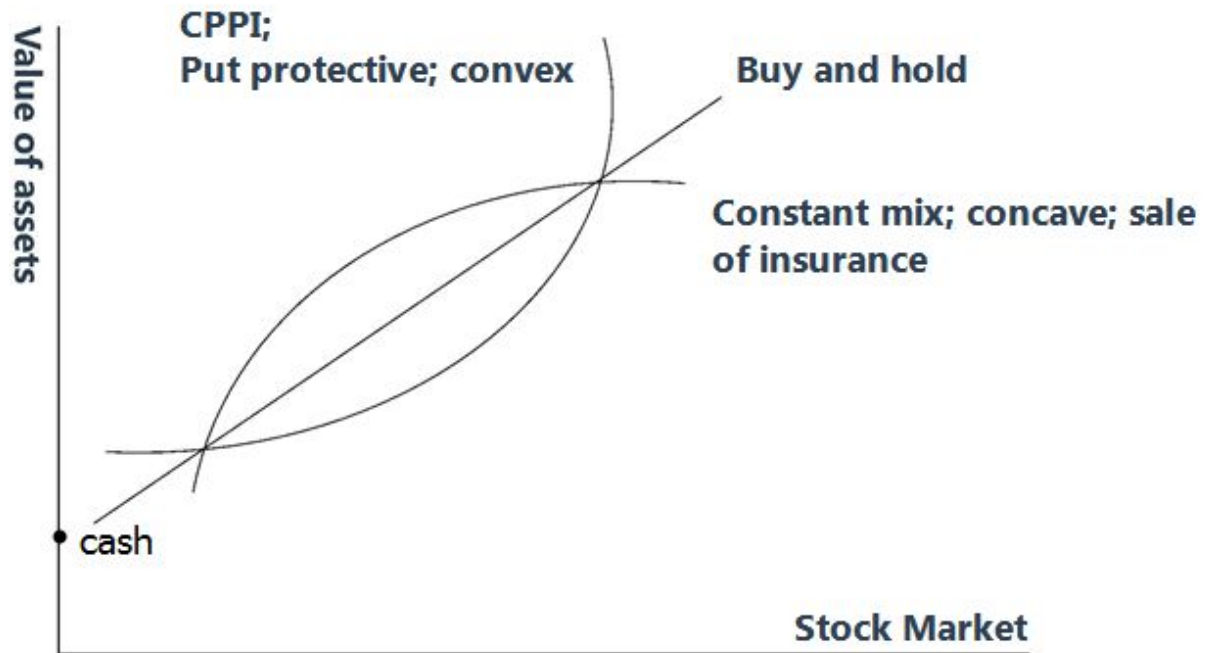 CPPI;
Put protective; convex
Buy and hold
Value of assets
Constant mix; concave; sale
of insurance
cash
Stock Market